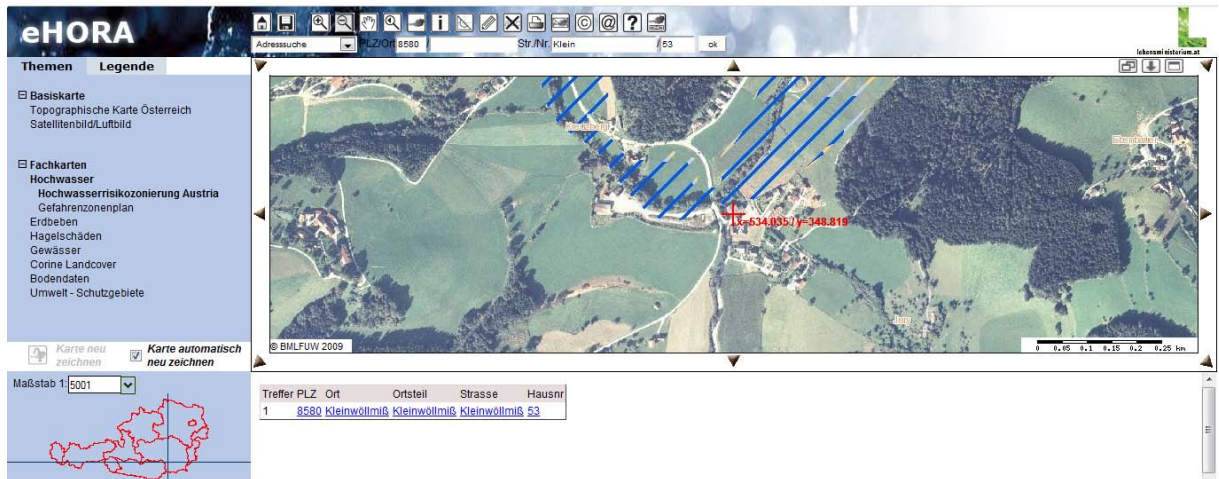 eHORA
Adresssuche PLZ/Ort 8580 / Str./Nr. Klein / 53 ok
lebensministerium.at
Themen Legende
Basiskarte
Topographische Karte Österreich
Satellitenbild/Luftbild
Fachkarten
Hochwasser
Hochwasserrisikozonierung Austria
Gefahrenzonenplan
Erdbeben
Hagelschäden
Gewässer
Corine Landcover
Bodendaten
Umwelt - Schutzgebiete
Karte neu zeichnen
Karte automatisch neu zeichnen
x=534.035 / y=348.819
Jury
© BMLFUW 2009
0 0.05 0.1 0.15 0.2 0.25 km
Maßstab 1: 5001
Treffer PLZ Ort Ortsteil Strasse Hausnr
1 8580 Kleinwöllmiß Kleinwöllmiß Kleinwöllmiß 53